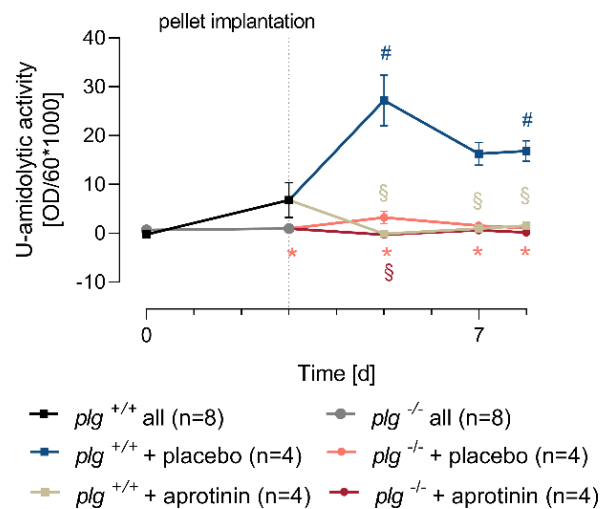 pellet implantation
U-amidolytic activity
[OD/60*1000]
40
30
20
10
0
-10
#
#
§
§
§
*
*
*
*
§
0
7
Time [d]
plg +/+ all (n=8)
plg -/- all (n=8)
plg +/+ + placebo (n=4)
plg -/- + placebo (n=4)
plg +/+ + aprotinin (n=4)
plg -/- + aprotinin (n=4)